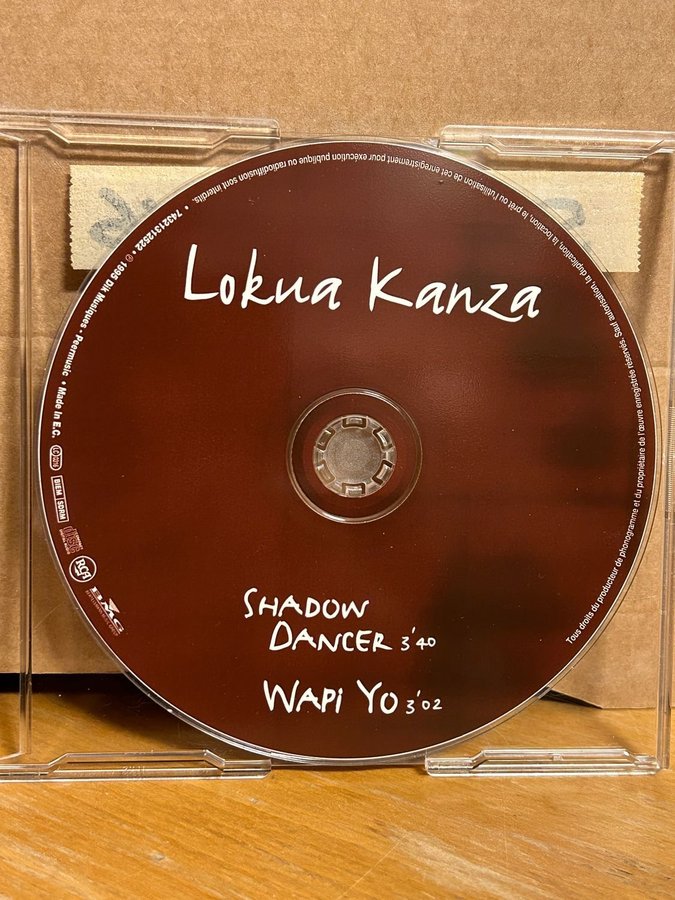 Lokua Kanza
SHADOW
DANCER 3'40
WAPi YO 3'02
Tous droits du producteur de phonogramme et du propriétaire de l'œuvre enregistrée réservés. Sauf autorisation, la duplication, la location, le prêt ou l'utilisation de cet enregistrement pour exécution publique ou radiodiffusion sont interdits. • 74321312522 • ℗ 1995 Dik Musiques - Peermusic • Made in E.C.
BIEM / SDRM
RCA
BMG